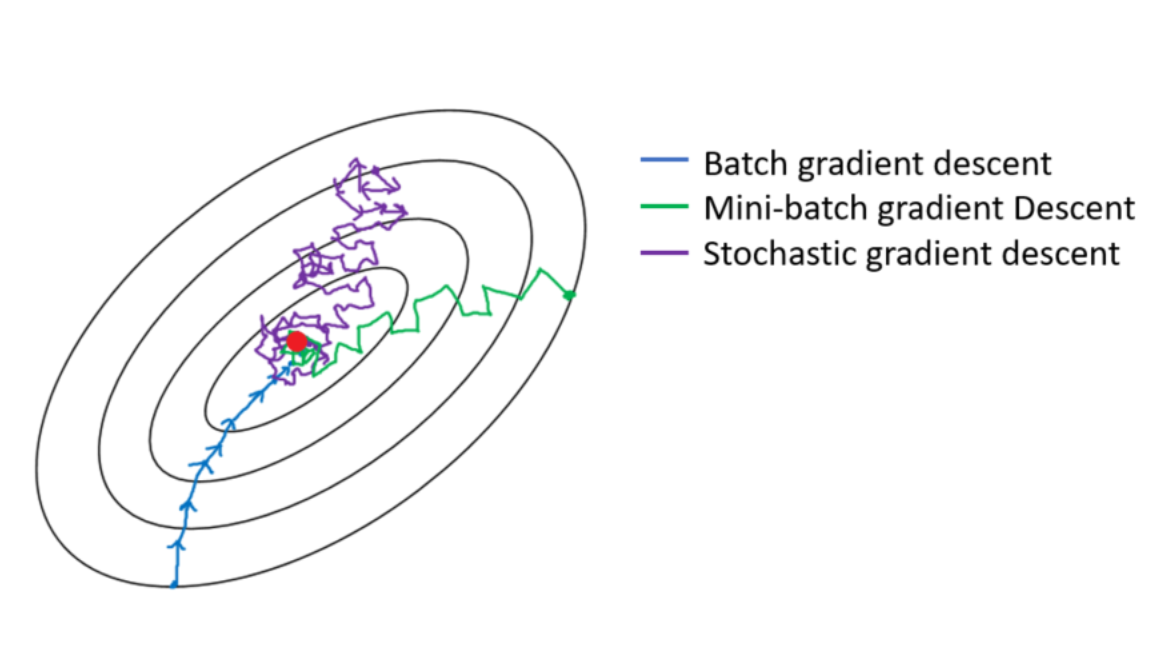 Batch gradient descent
Mini-batch gradient Descent
Stochastic gradient descent